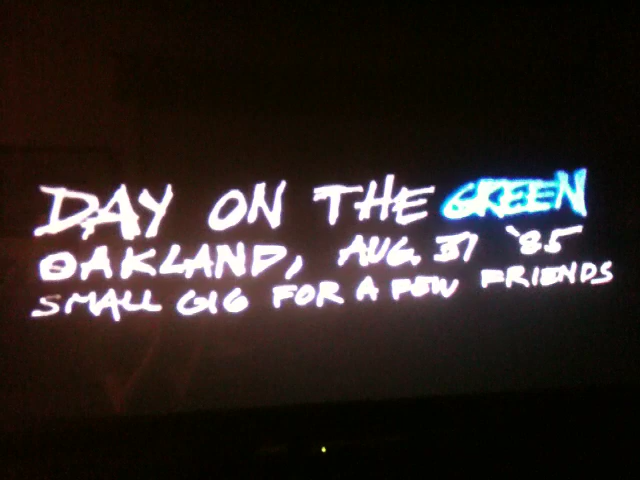 DAY ON THE GREEN
OAKLAND, AUG. 31 '85
SMALL GIG FOR A FEW FRIENDS